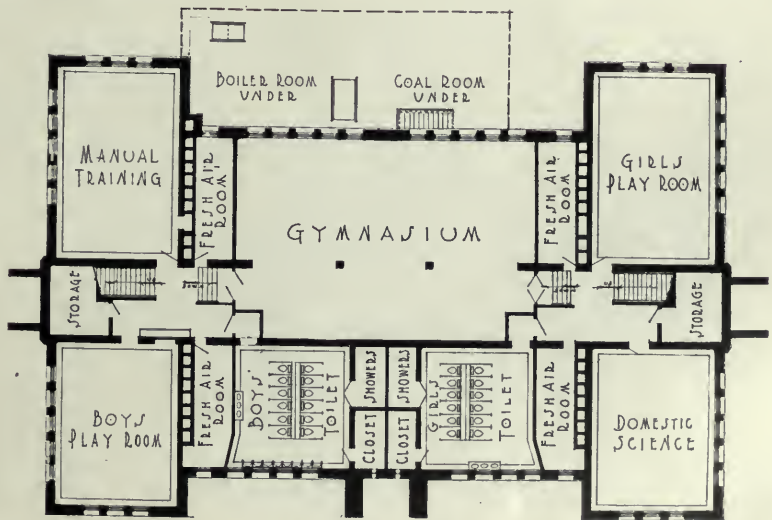 BOILER ROOM
UNDER
COAL ROOM
UNDER
MANUAL
TRAINING
FRESH AIR
ROOM
GYMNASIUM
FRESH AIR
ROOM
GIRLS
PLAY ROOM
STORAGE
STORAGE
BOYS
PLAY ROOM
FRESH AIR
ROOM
BOYS'
TOILET
SHOWERS
SHOWERS
CLOSET
CLOSET
GIRLS
TOILET
FRESH AIR
ROOM
DOMESTIC
SCIENCE